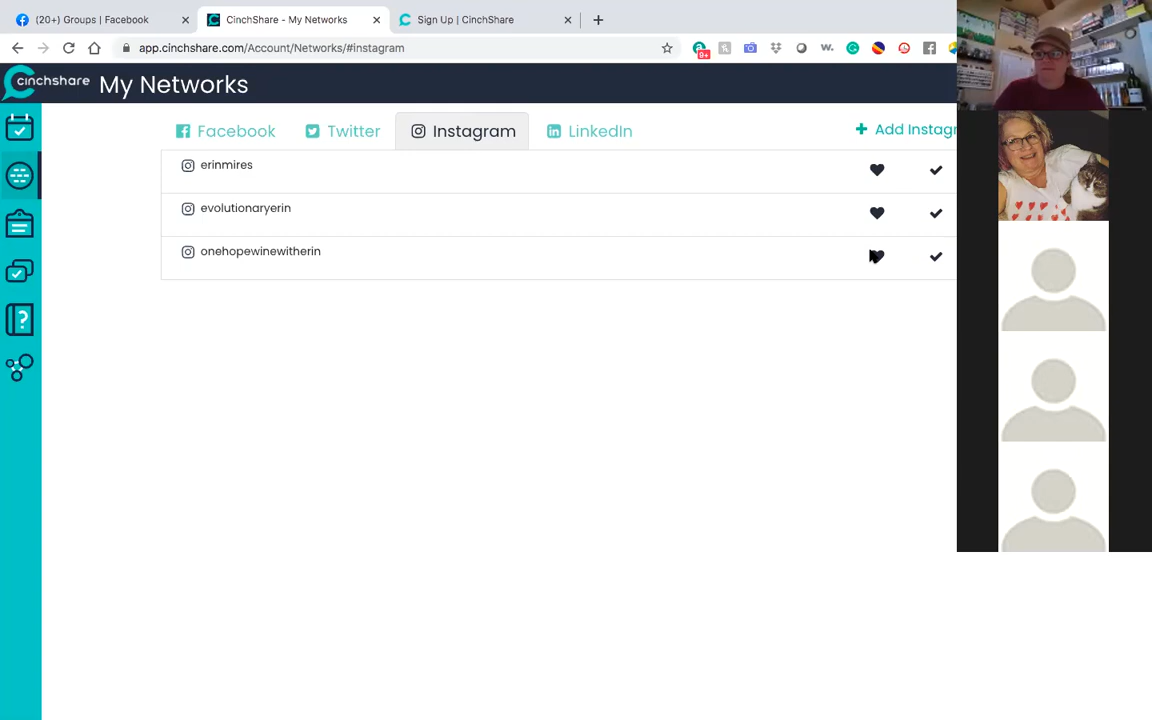 (20+) Groups | Facebook
CinchShare - My Networks
Sign Up | CinchShare
app.cinchshare.com/Account/Networks/#instagram
9+
w.
cinchshare
My Networks
Facebook
Twitter
Instagram
LinkedIn
+ Add Instagr
erinmires
evolutionaryerin
onehopewinewitherin